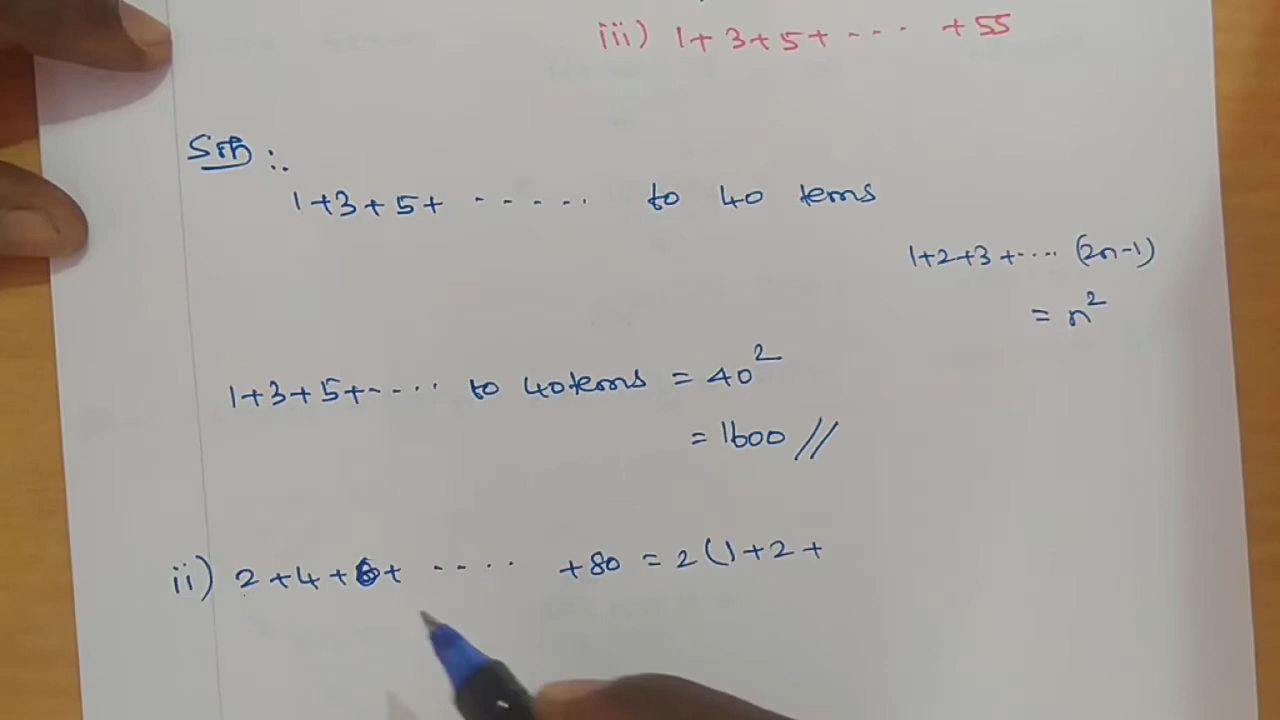 iii) 1+3+5+ - - - · +55
Soln :.
1+3+5+ - - - - · · to 40 terms
1+2+3+ - · · · (2n-1)
= n²
1+3+5+ - - - · · to 40 terms = 40²
= 1600 //
ii) 2+4+6+ - - · · · +80 = 2(1+2+